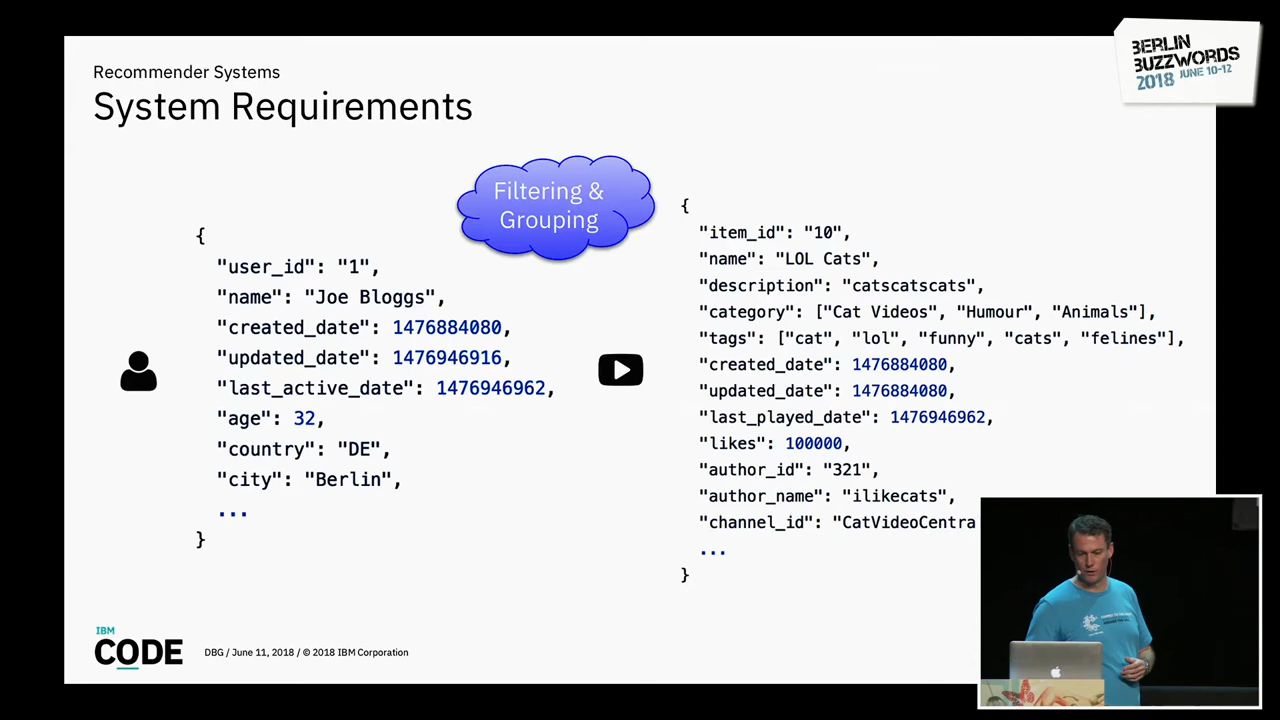 Recommender Systems
System Requirements
BERLIN
BUZZWORDS
2018 JUNE 10-12
Filtering &
Grouping
{
"user_id": "1",
"name": "Joe Bloggs",
"created_date": 1476884080,
"updated_date": 1476946916,
"last_active_date": 1476946962,
"age": 32,
"country": "DE",
"city": "Berlin",
...
}
{
"item_id": "10",
"name": "LOL Cats",
"description": "catscatscats",
"category": ["Cat Videos", "Humour", "Animals"],
"tags": ["cat", "lol", "funny", "cats", "felines"],
"created_date": 1476884080,
"updated_date": 1476884080,
"last_played_date": 1476946962,
"likes": 100000,
"author_id": "321",
"author_name": "ilikecats",
"channel_id": "CatVideoCentra
...
}
IBM
CODE
DBG / June 11, 2018 / © 2018 IBM Corporation